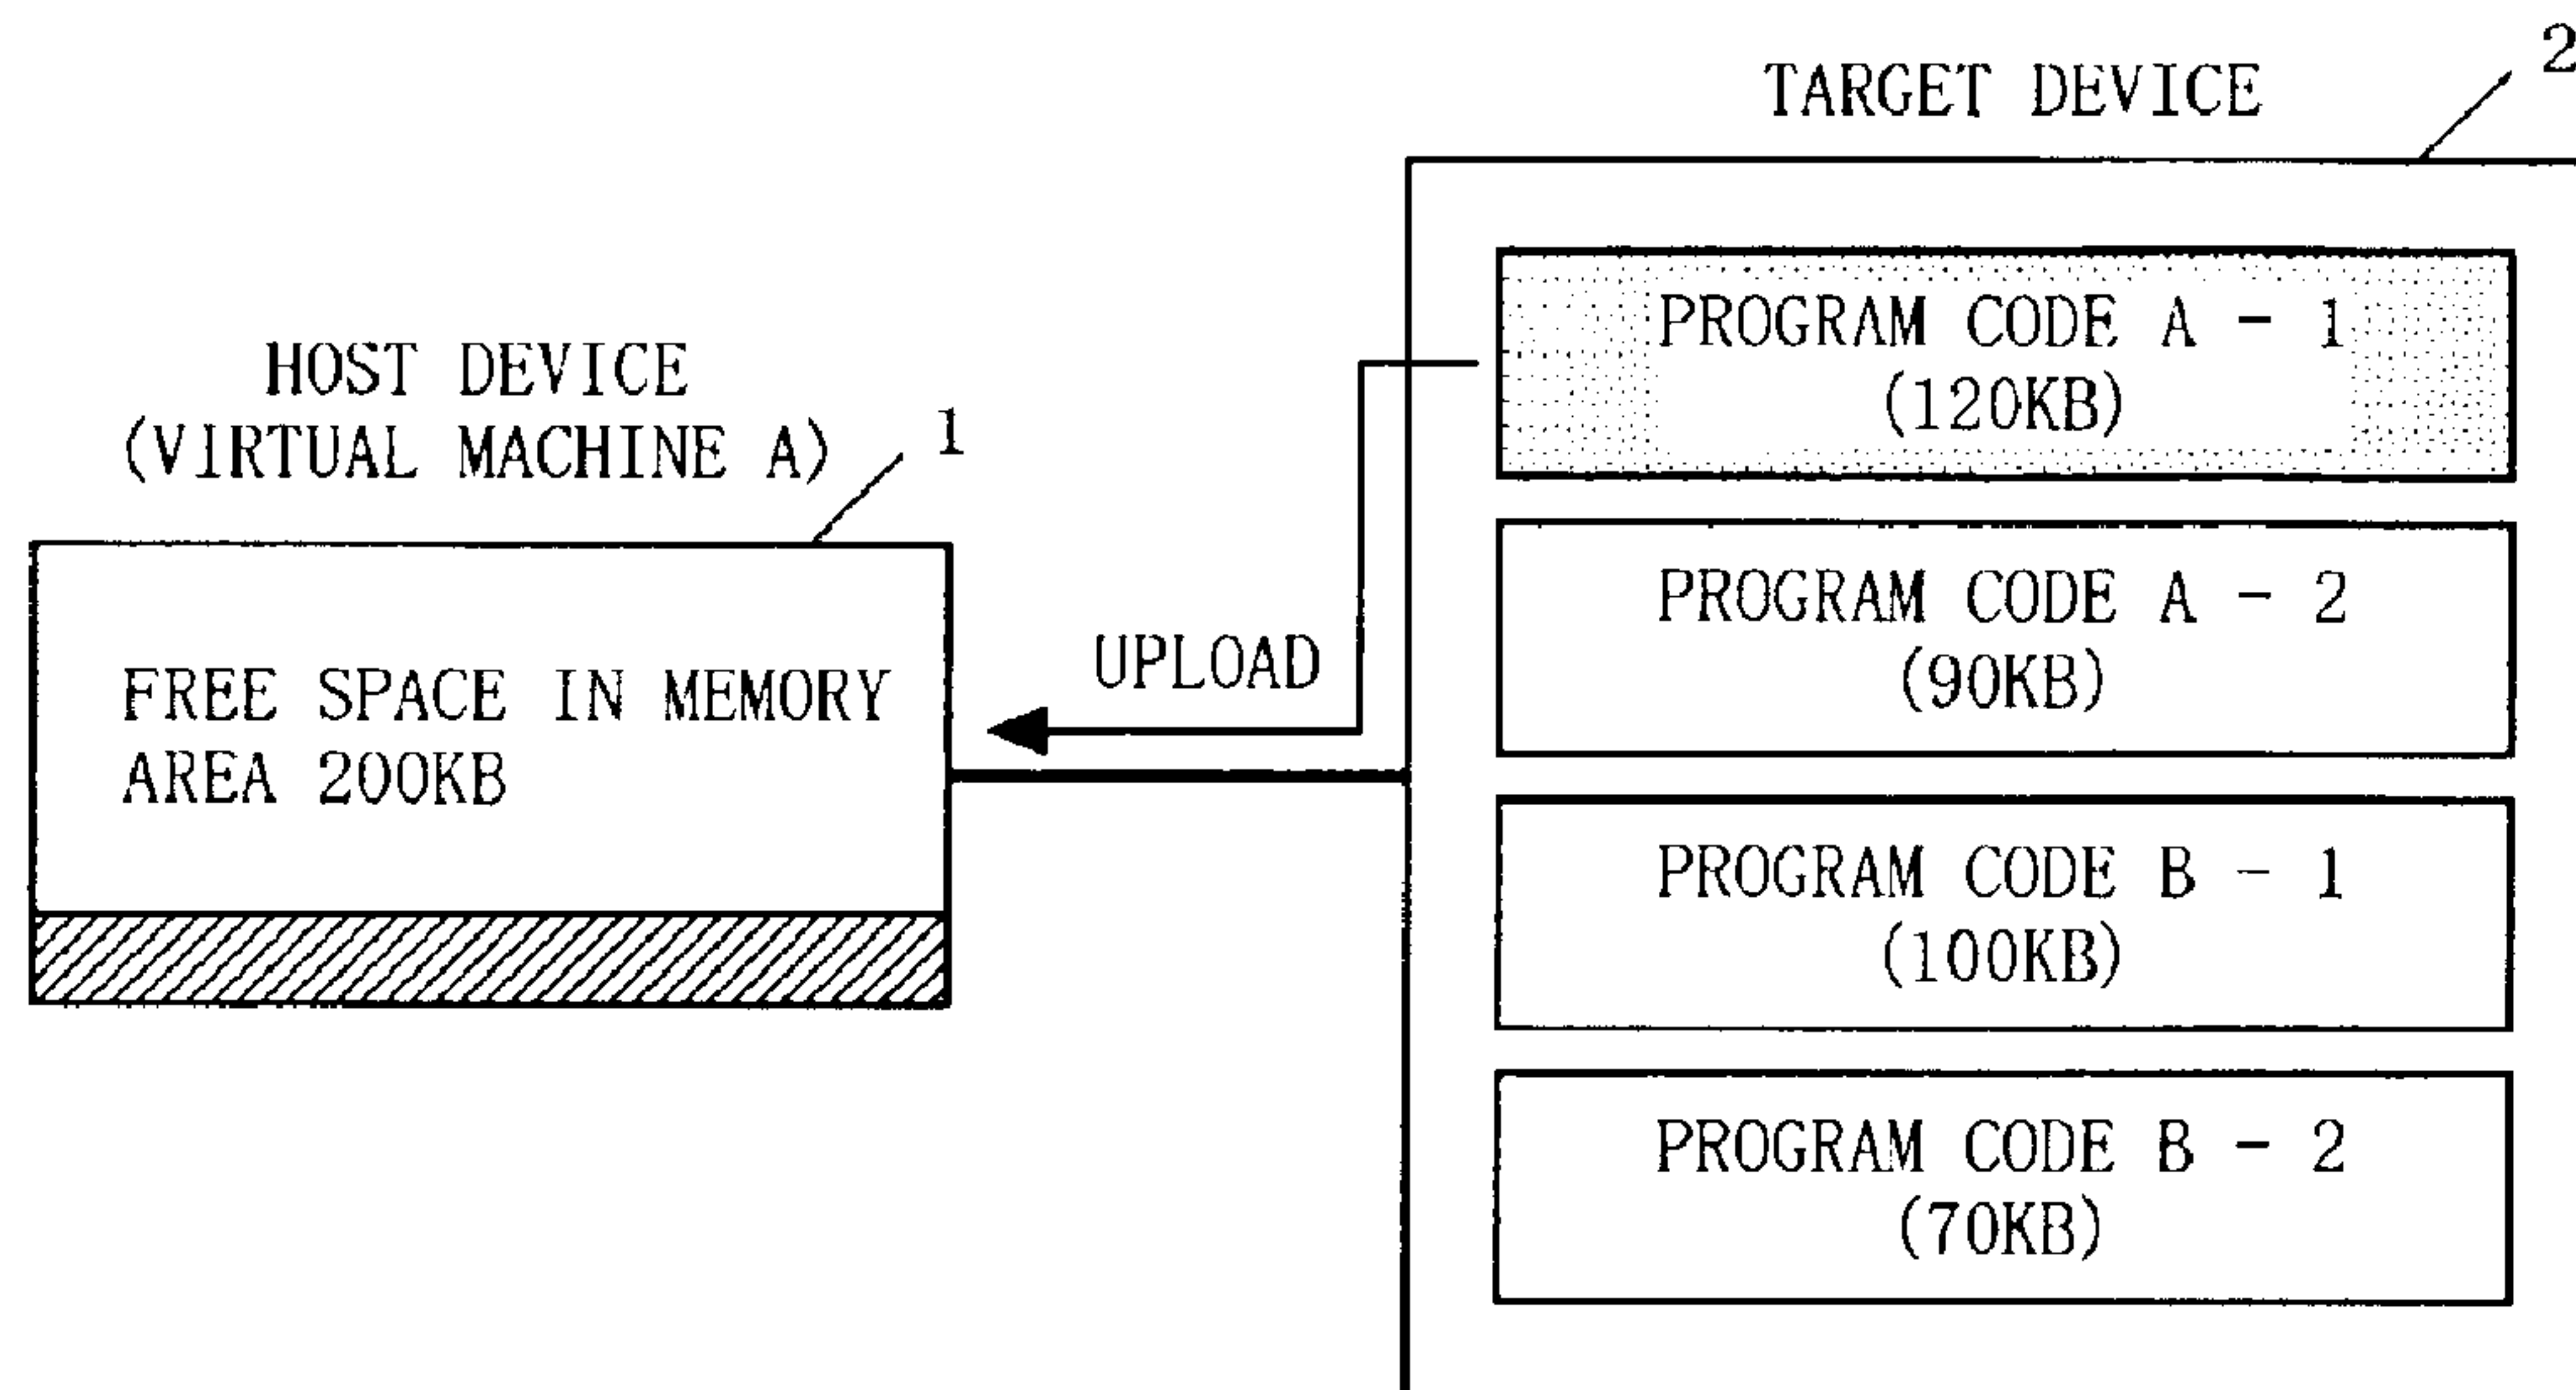 TARGET DEVICE
2
HOST DEVICE
(VIRTUAL MACHINE A)
1
FREE SPACE IN MEMORY
AREA 200KB
UPLOAD
PROGRAM CODE A - 1
(120KB)
PROGRAM CODE A - 2
(90KB)
PROGRAM CODE B - 1
(100KB)
PROGRAM CODE B - 2
(70KB)